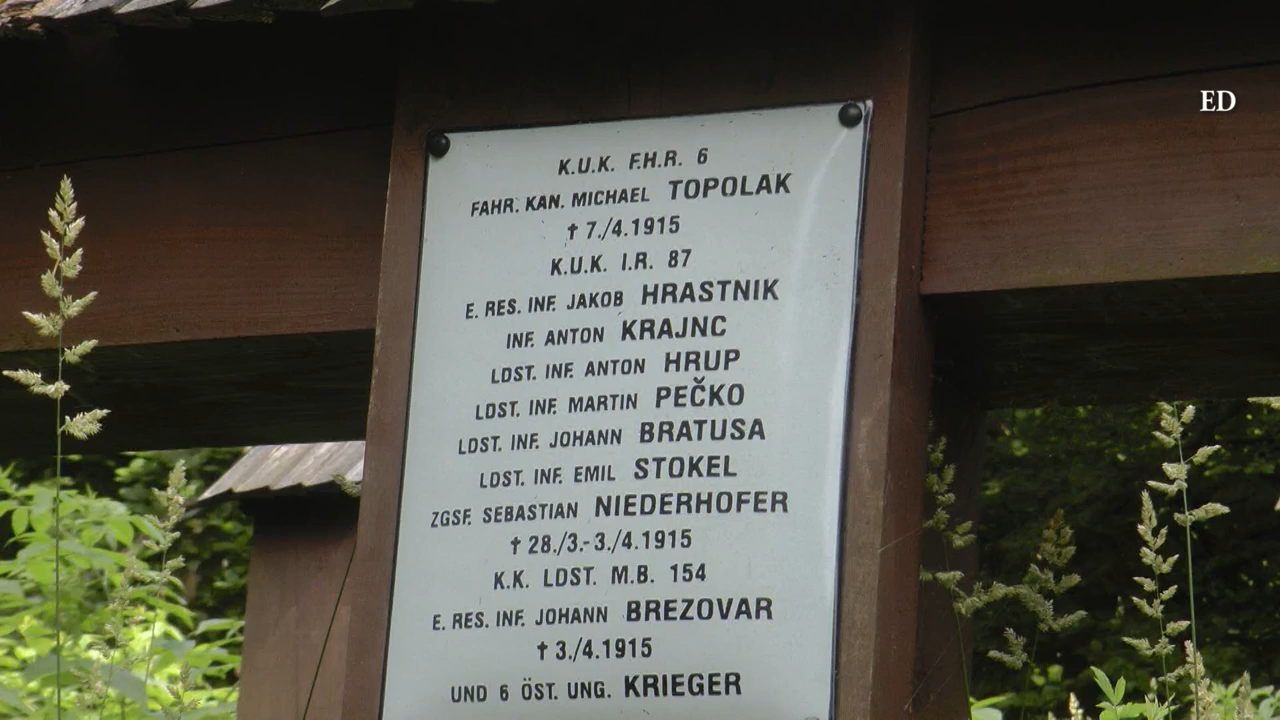 ED
K.U.K. F.H.R. 6
FAHR. KAN. MICHAEL TOPOLAK
† 7./4.1915
K.U.K. I.R. 87
E. RES. INF. JAKOB HRASTNIK
INF. ANTON KRAJNC
LDST. INF. ANTON HRUP
LDST. INF. MARTIN PEČKO
LDST. INF. JOHANN BRATUSA
LDST. INF. EMIL STOKEL
ZGSF. SEBASTIAN NIEDERHOFER
† 28./3.-3./4.1915
K.K. LDST. M.B. 154
E. RES. INF. JOHANN BREZOVAR
† 3./4.1915
UND 6 ÖST. UNG. KRIEGER